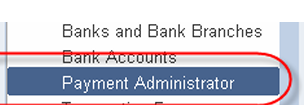 Banks and Bank Branches
Bank Accounts
Payment Administrator